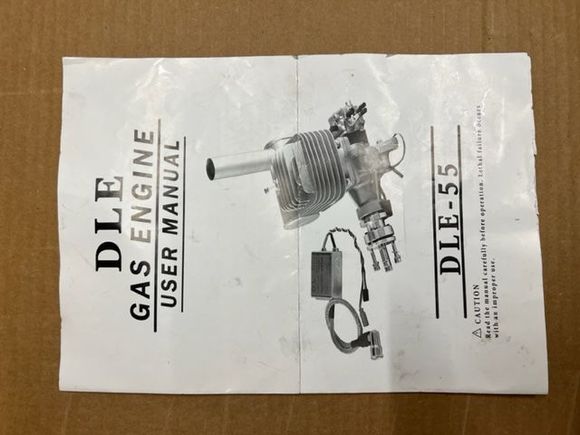 DLE
GAS ENGINE
USER MANUAL
DLE-55
CAUTION
Read the manual carefully before operation. Lethal failure occurs
with an improper use.